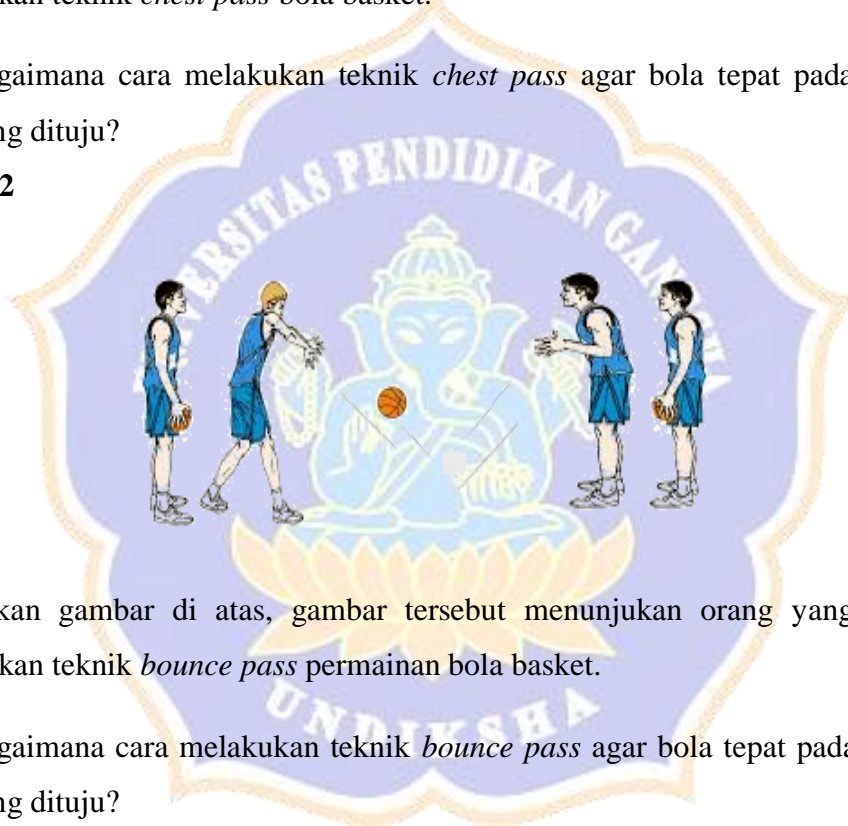 kan teknik chest pass bola basket.
gaimana cara melakukan teknik chest pass agar bola tepat pada
ng dituju?
2
UNIVERSITAS PENDIDIKAN GANESHA
kan gambar di atas, gambar tersebut menunjukan orang yang
kan teknik bounce pass permainan bola basket.
UNDIKSHA
gaimana cara melakukan teknik bounce pass agar bola tepat pada
ng dituju?